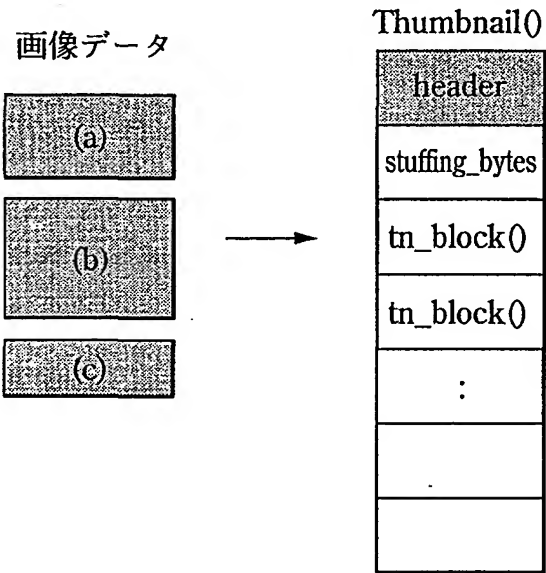 画像データ
(a)
(b)
(c)
Thumbnail()
header
stuffing_bytes
tn_block()
tn_block()
: